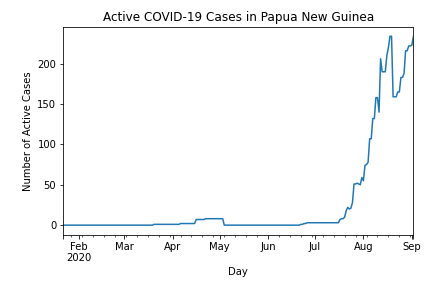 Active COVID-19 Cases in Papua New Guinea
Number of Active Cases
200
150
100
50
0
Feb Mar Apr May Jun Jul Aug Sep
2020
Day